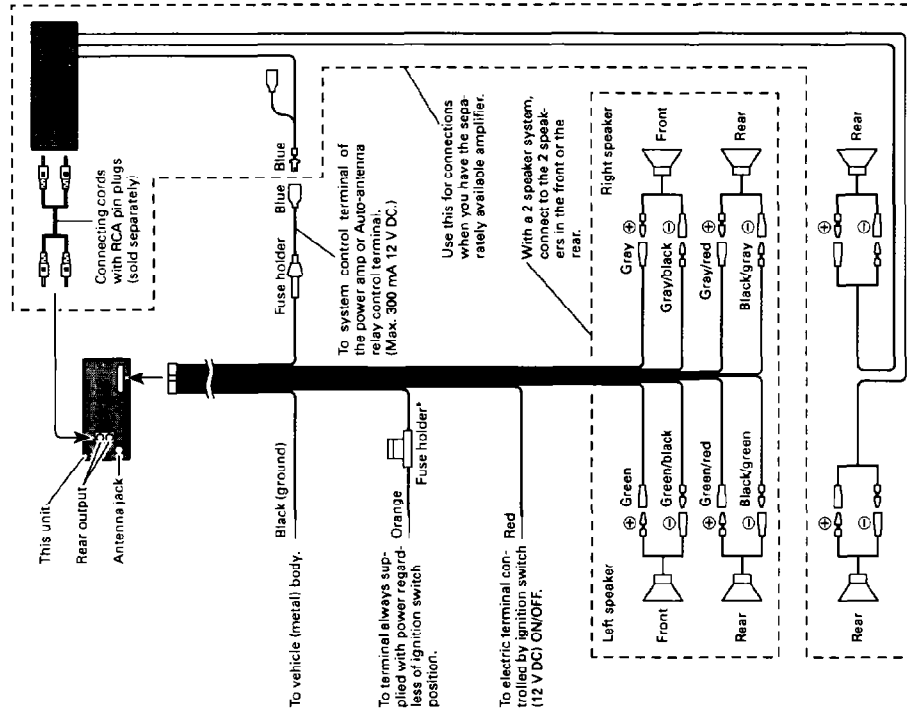 Connecting cords
with RCA pin plugs
(sold separately)
This unit
Rear output
Antenna jack
Blue
Blue
Fuse holder
To system control terminal of
the power amp or Auto-antenna
relay control terminal.
(Max. 300 mA 12 V DC.)
Use this for connections
when you have the sepa-
rately available amplifier.
With a 2 speaker system,
connect to the 2 speak-
ers in the front or the
rear.
To vehicle (metal) body.
Black (ground)
To terminal always sup-
plied with power regard-
less of ignition switch
position.
Orange
Fuse holder*
To electric terminal con-
trolled by ignition switch
(12 V DC) ON/OFF.
Red
Left speaker
Front
⊕
Green
⊖
Green/black
Rear
⊕
Green/red
⊖
Black/green
Right speaker
Gray
⊕
Front
Gray/black
⊖
Gray/red
⊕
Rear
Black/gray
⊖
Rear
⊕
⊖
⊕
⊖
Rear